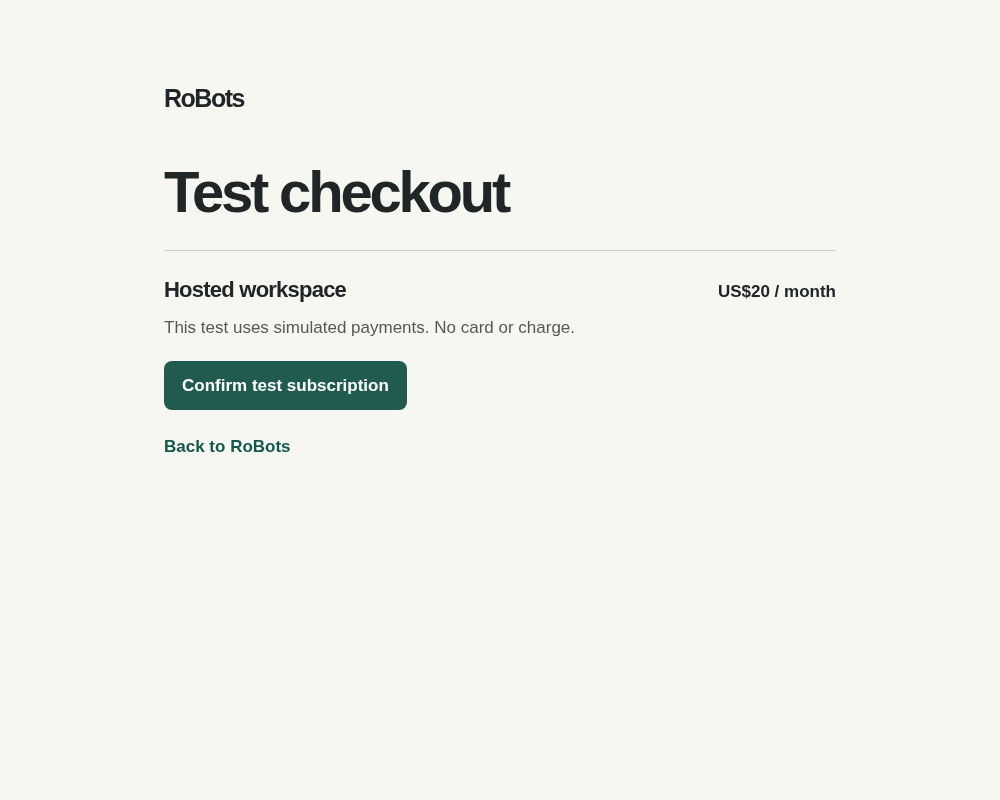 RoBots
Test checkout
Hosted workspace
US$20 / month
This test uses simulated payments. No card or charge.
Confirm test subscription
Back to RoBots